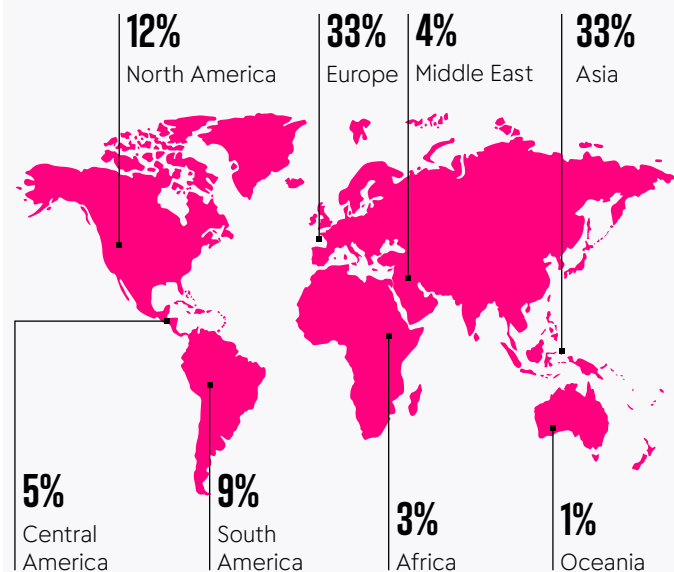 12%
North America
33%
Europe
4%
Middle East
33%
Asia
5%
Central
America
9%
South
America
3%
Africa
1%
Oceania